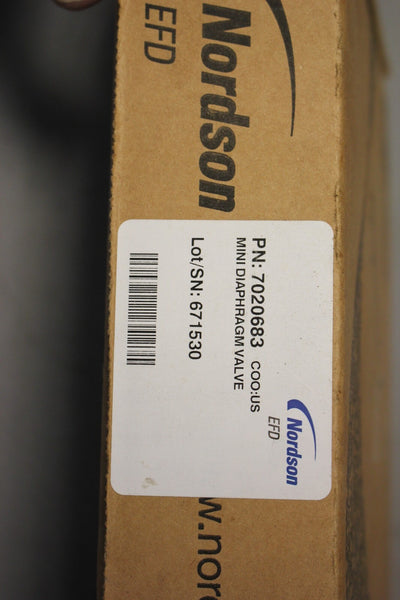 Nordson
EFD
PN: 7020683 COO:US
MINI DIAPHRAGM VALVE
Lot/SN: 671530
Nordson
EFD
w.nor